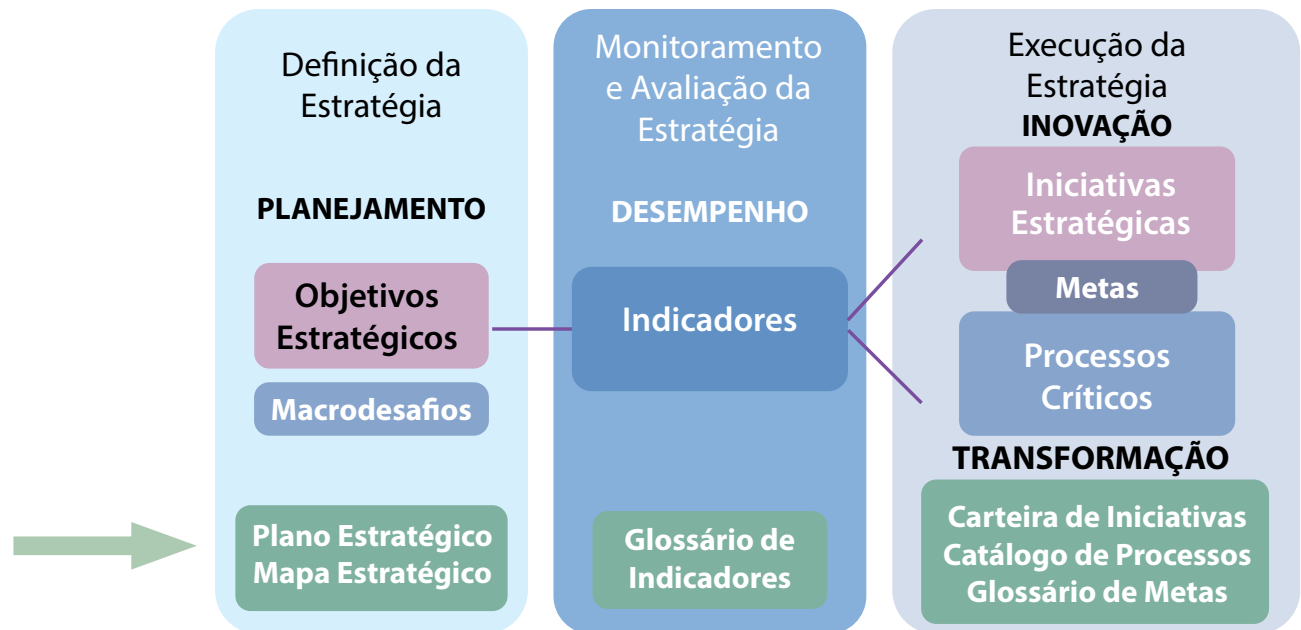 Definição da
Estratégia
PLANEJAMENTO
Objetivos
Estratégicos
Macrodesafios
Plano Estratégico
Mapa Estratégico
Monitoramento
e Avaliação da
Estratégia
DESEMPENHO
Indicadores
Glossário de
Indicadores
Execução da
Estratégia
INOVAÇÃO
Iniciativas
Estratégicas
Metas
Processos
Críticos
TRANSFORMAÇÃO
Carteira de Iniciativas
Catálogo de Processos
Glossário de Metas